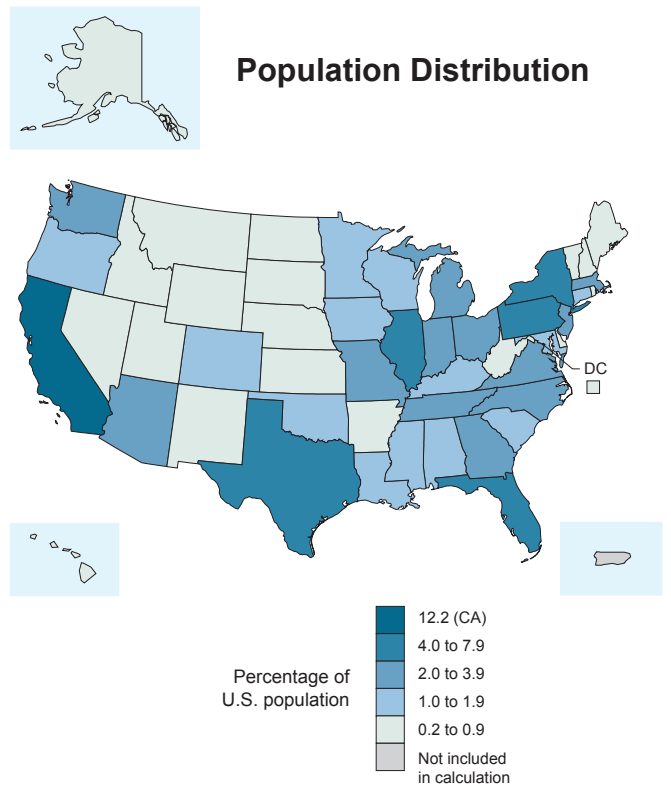 Population Distribution
DC
Percentage of
U.S. population
12.2 (CA)
4.0 to 7.9
2.0 to 3.9
1.0 to 1.9
0.2 to 0.9
Not included
in calculation